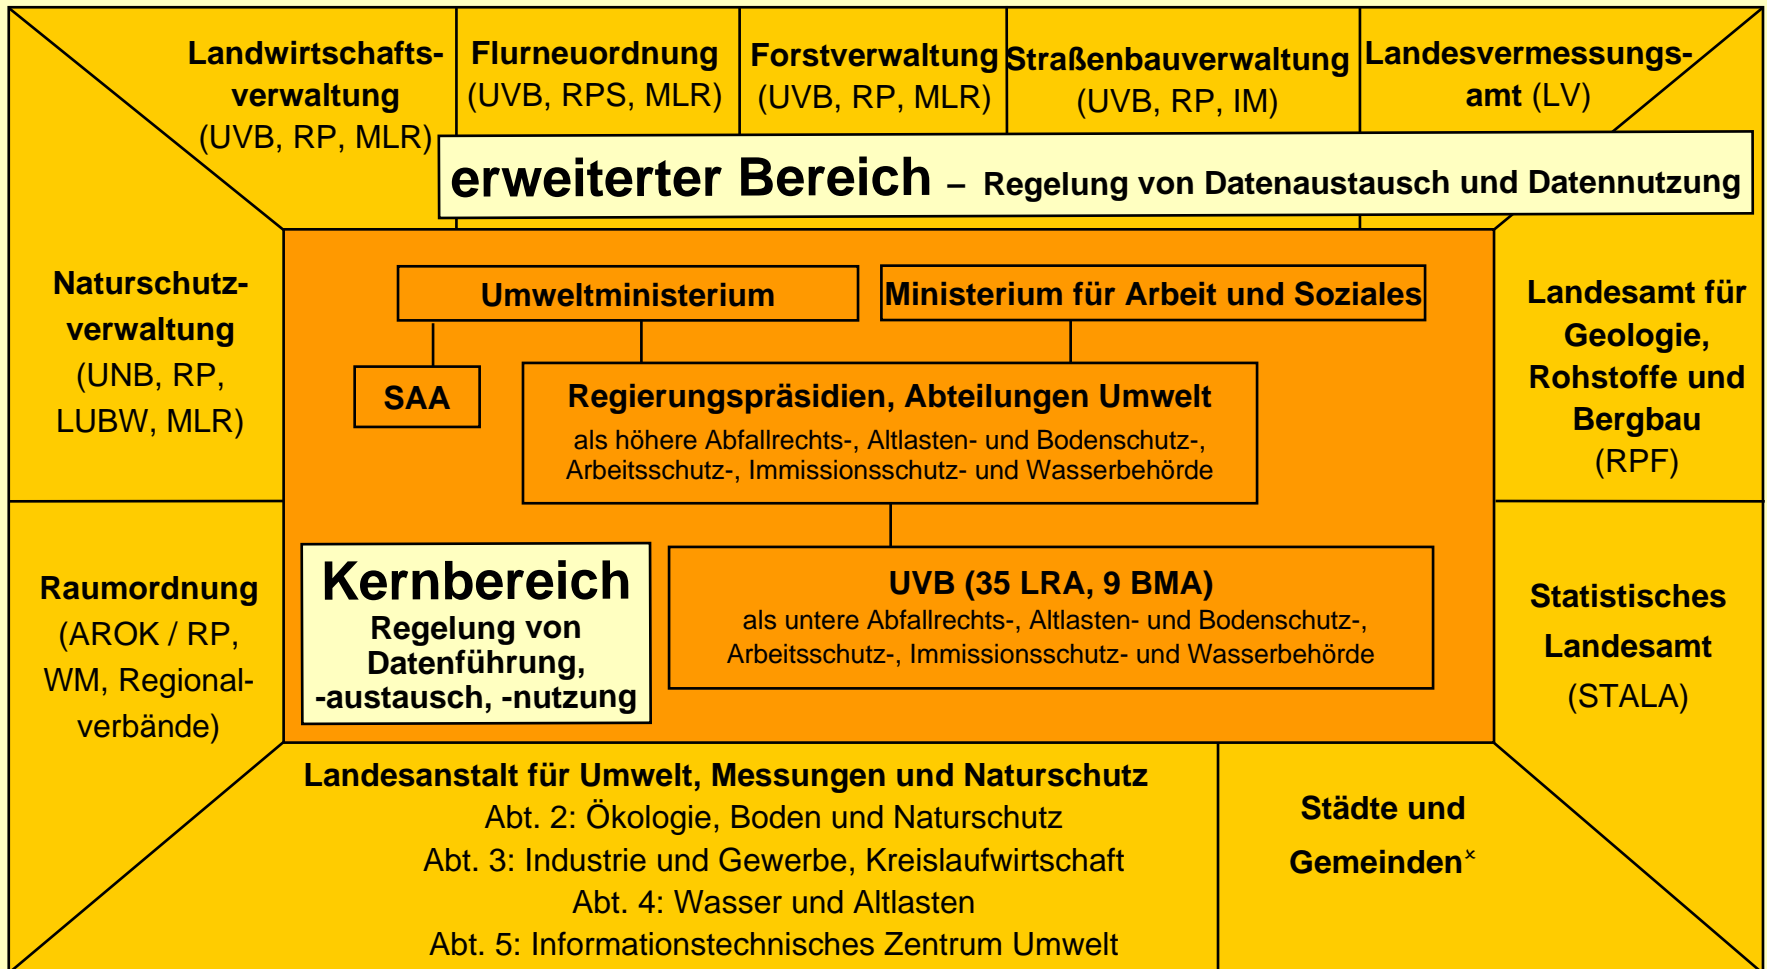 Landwirtschafts-
verwaltung
(UVB, RP, MLR)
Flurneuordnung
(UVB, RPS, MLR)
Forstverwaltung
(UVB, RP, MLR)
Straßenbauverwaltung
(UVB, RP, IM)
Landesvermessungs-
amt (LV)
erweiterter Bereich – Regelung von Datenaustausch und Datennutzung
Naturschutz-
verwaltung
(UNB, RP,
LUBW, MLR)
Raumordnung
(AROK / RP,
WM, Regional-
verbände)
Umweltministerium
Ministerium für Arbeit und Soziales
SAA
Regierungspräsidien, Abteilungen Umwelt
als höhere Abfallrechts-, Altlasten- und Bodenschutz-,
Arbeitsschutz-, Immissionsschutz- und Wasserbehörde
Kernbereich
Regelung von
Datenführung,
-austausch, -nutzung
UVB (35 LRA, 9 BMA)
als untere Abfallrechts-, Altlasten- und Bodenschutz-,
Arbeitsschutz-, Immissionsschutz- und Wasserbehörde
Landesamt für
Geologie,
Rohstoffe und
Bergbau
(RPF)
Statistisches
Landesamt
(STALA)
Landesanstalt für Umwelt, Messungen und Naturschutz
Abt. 2: Ökologie, Boden und Naturschutz
Abt. 3: Industrie und Gewerbe, Kreislaufwirtschaft
Abt. 4: Wasser und Altlasten
Abt. 5: Informationstechnisches Zentrum Umwelt
Städte und
Gemeinden×